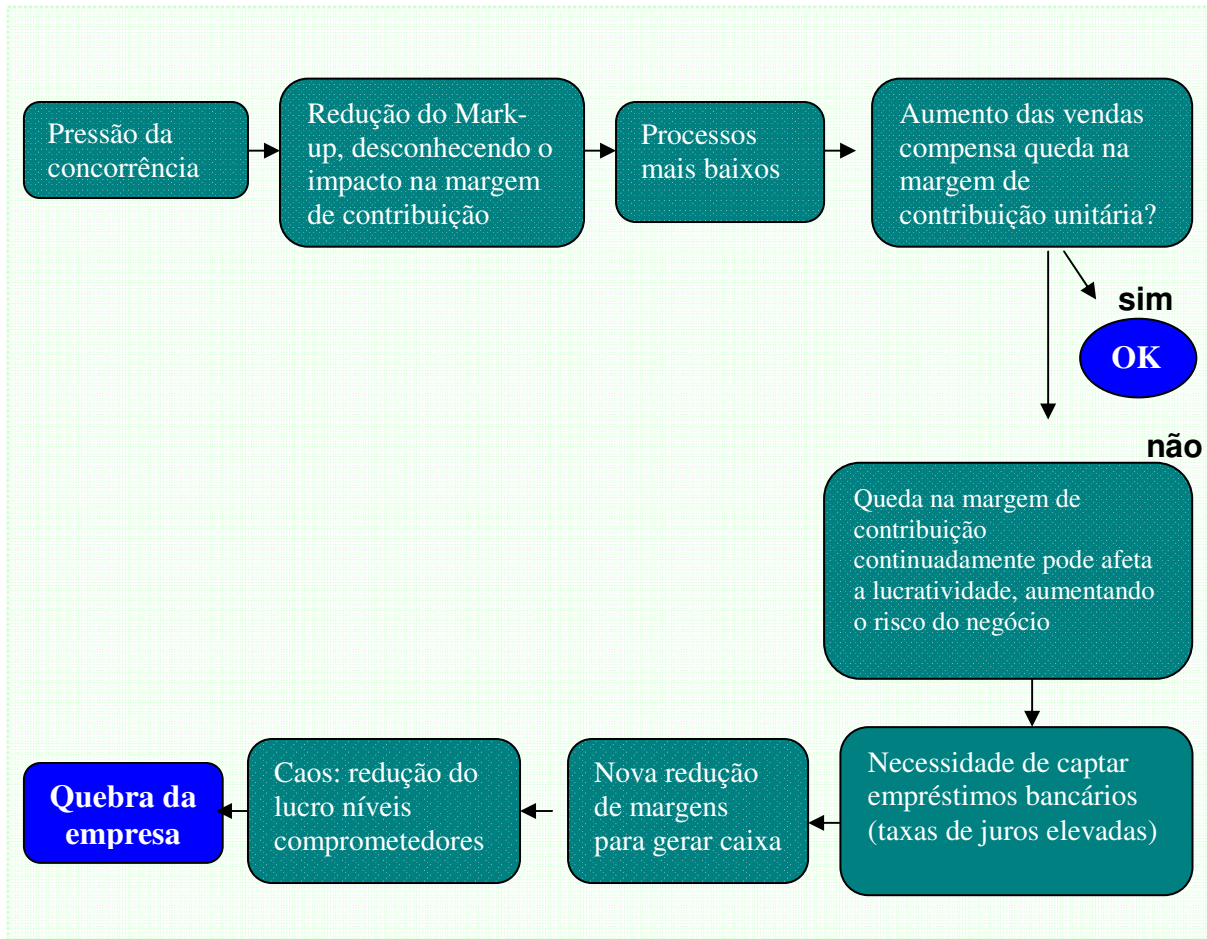 Pressão da
concorrência
Redução do Mark-
up, desconhecendo o
impacto na margem
de contribuição
Processos
mais baixos
Aumento das vendas
compensa queda na
margem de
contribuição unitária?
sim
OK
não
Queda na margem de
contribuição
continuadamente pode afeta
a lucratividade, aumentando
o risco do negócio
Necessidade de captar
empréstimos bancários
(taxas de juros elevadas)
Nova redução
de margens
para gerar caixa
Caos: redução do
lucro níveis
comprometedores
Quebra da
empresa